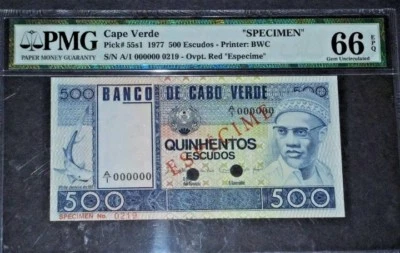 PMG
PAPER MONEY GUARANTY
Cape Verde "SPECIMEN"
Pick# 55s1 1977 500 Escudos - Printer: BWC
S/N A/1 000000 0219 - Ovpt. Red "Especime"
66 EPQ
Gem Uncirculated
500 BANCO DE CABO VERDE 500
A/1 000000
QUINHENTOS
ESCUDOS
ESPECIME
A/1 000000
500 500
SPECIMEN No. 0219